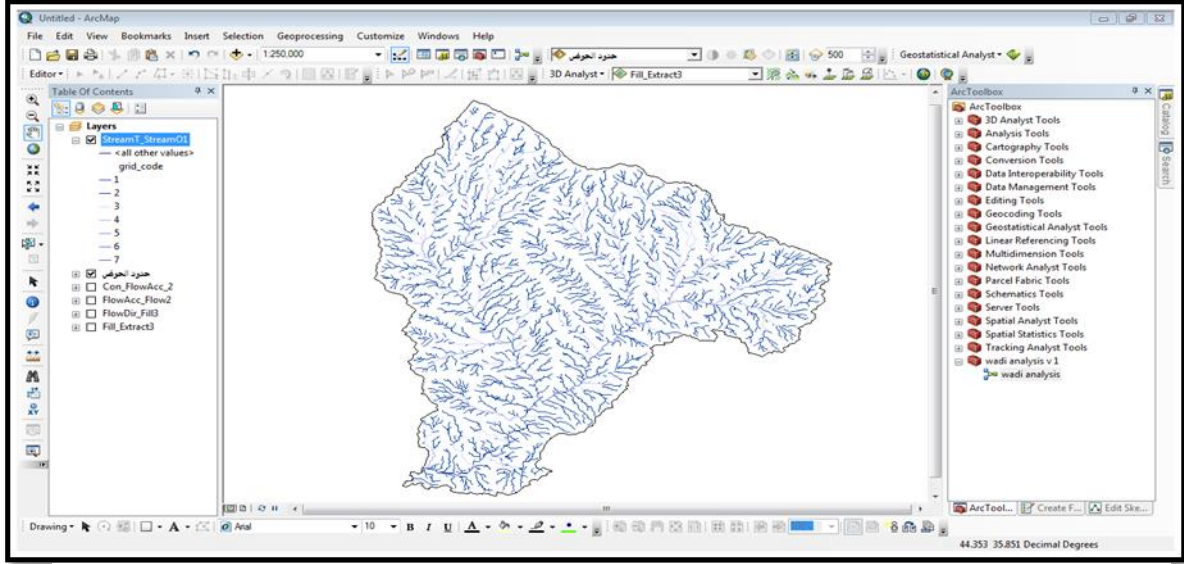 Untitled - ArcMap
File Edit View Bookmarks Insert Selection Geoprocessing Customize Windows Help
1:250,000 حدود الحوض 500 Geostatistical Analyst
Editor 3D Analyst Fill_Extract3
Table Of Contents
Layers
StreamT_StreamO1
<all other values>
grid_code
1
2
3
4
5
6
7
حدود الحوض
Con_FlowAcc_2
FlowAcc_Flow2
FlowDir_Fill3
Fill_Extract3
ArcToolbox
ArcToolbox
3D Analyst Tools
Analysis Tools
Cartography Tools
Conversion Tools
Data Interoperability Tools
Data Management Tools
Editing Tools
Geocoding Tools
Geostatistical Analyst Tools
Linear Referencing Tools
Multidimension Tools
Network Analyst Tools
Parcel Fabric Tools
Schematics Tools
Server Tools
Spatial Analyst Tools
Spatial Statistics Tools
Tracking Analyst Tools
wadi analysis v 1
wadi analysis
Catalog
Search
ArcTool... Create F... Edit Ske...
Drawing A Arial 10 B I U A
44.353 35.851 Decimal Degrees